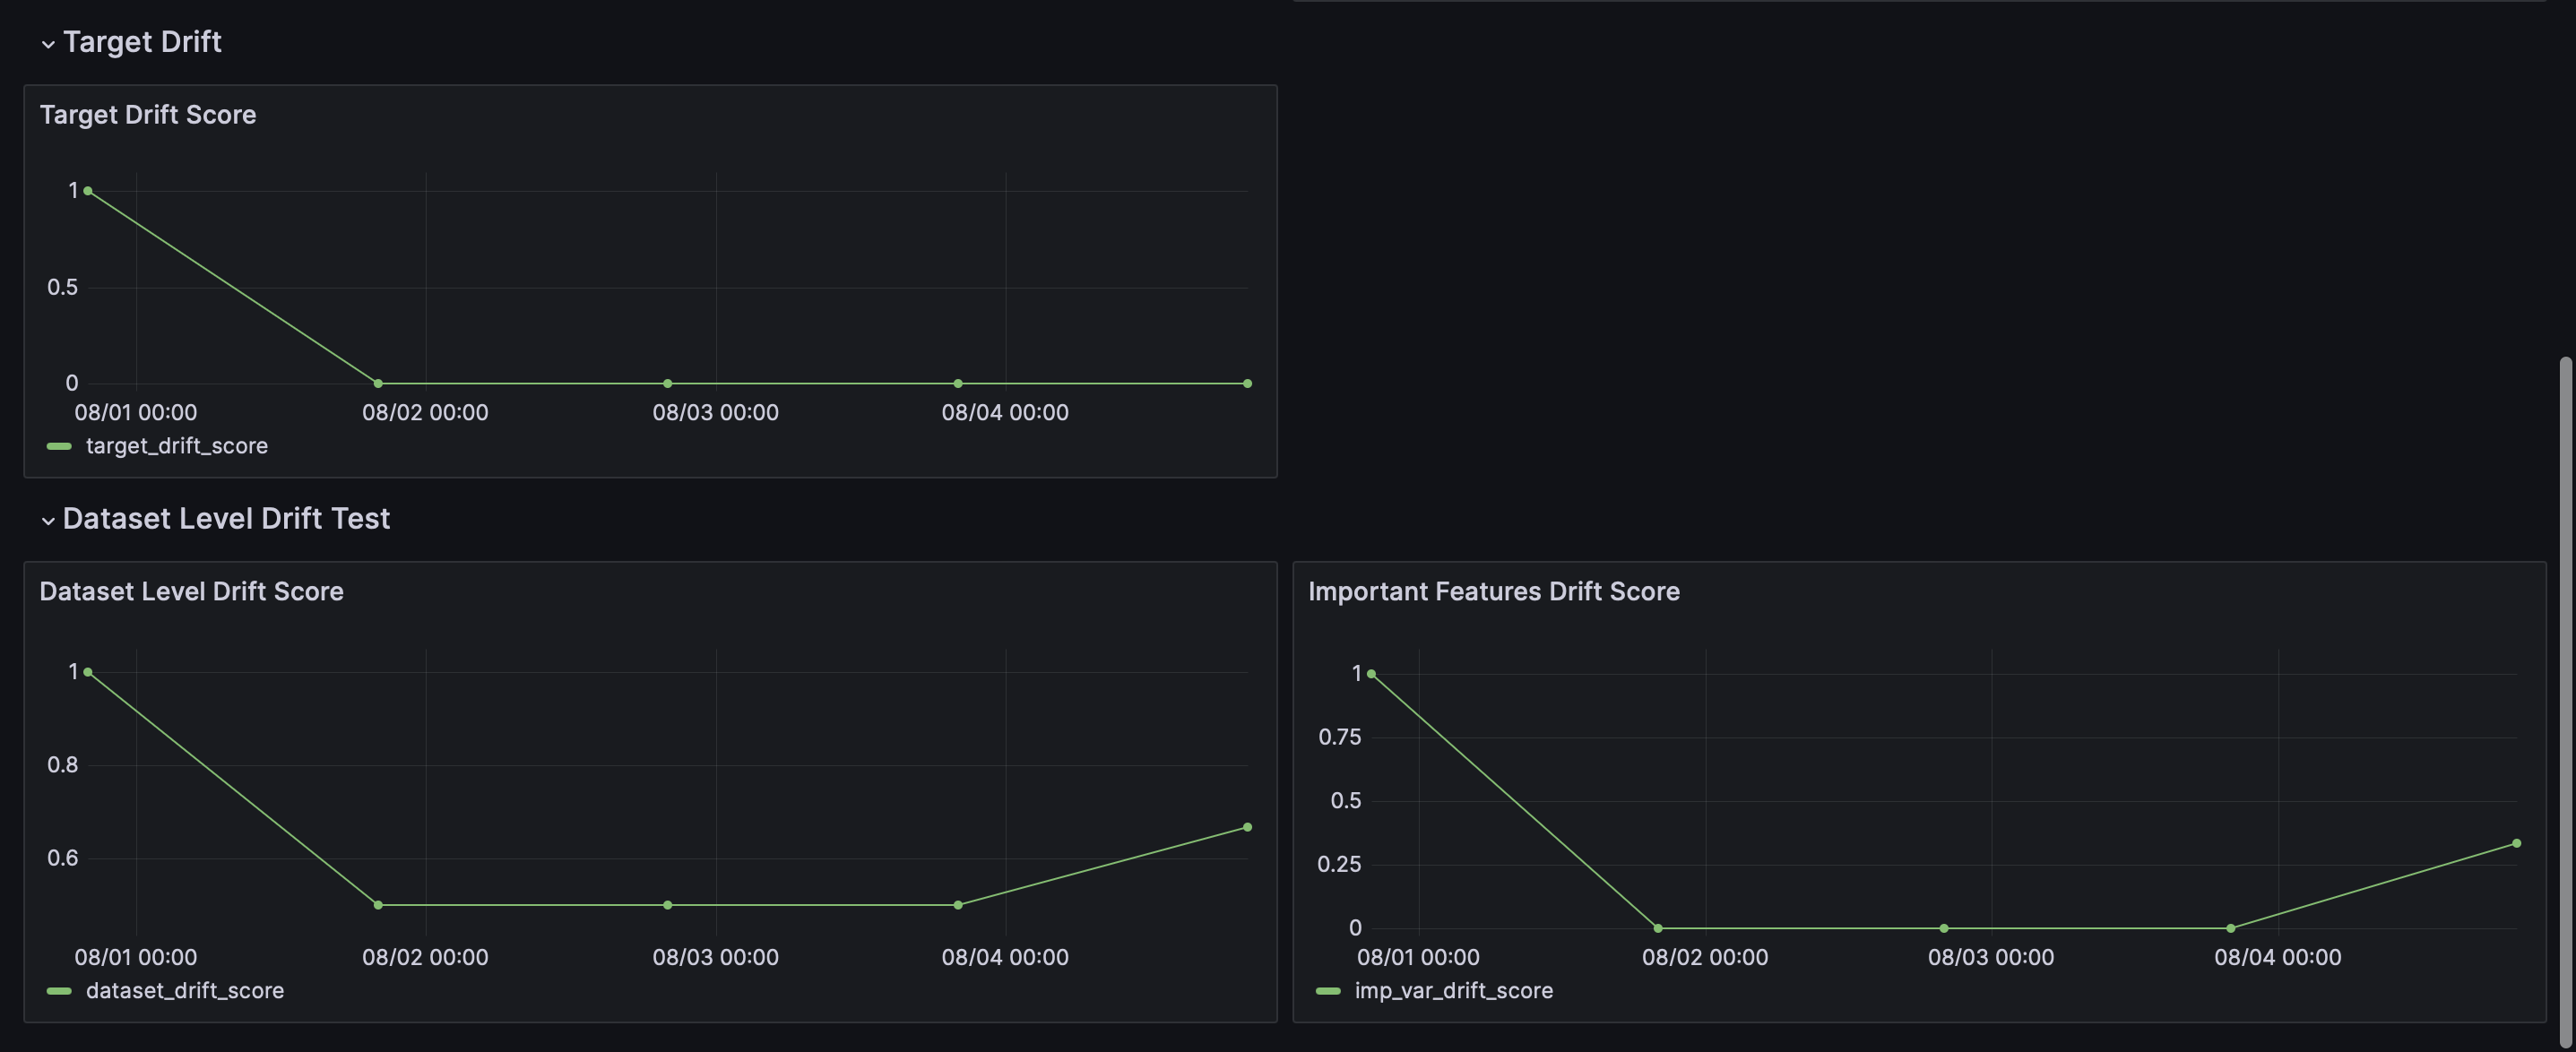 Target Drift
Target Drift Score
1
0.5
0
08/01 00:00 08/02 00:00 08/03 00:00 08/04 00:00
target_drift_score
Dataset Level Drift Test
Dataset Level Drift Score
1
0.8
0.6
08/01 00:00 08/02 00:00 08/03 00:00 08/04 00:00
dataset_drift_score
Important Features Drift Score
1
0.75
0.5
0.25
0
08/01 00:00 08/02 00:00 08/03 00:00 08/04 00:00
imp_var_drift_score